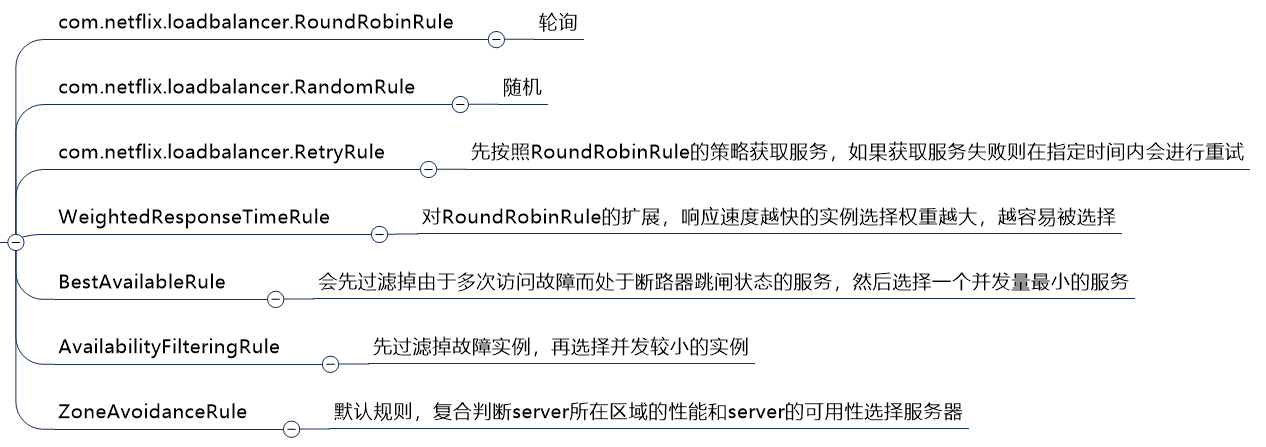 com.netflix.loadbalancer.RoundRobinRule 轮询
com.netflix.loadbalancer.RandomRule 随机
com.netflix.loadbalancer.RetryRule 先按照RoundRobinRule的策略获取服务，如果获取服务失败则在指定时间内会进行重试
WeightedResponseTimeRule 对RoundRobinRule的扩展，响应速度越快的实例选择权重越大，越容易被选择
BestAvailableRule 会先过滤掉由于多次访问故障而处于断路器跳闸状态的服务，然后选择一个并发量最小的服务
AvailabilityFilteringRule 先过滤掉故障实例，再选择并发较小的实例
ZoneAvoidanceRule 默认规则，复合判断server所在区域的性能和server的可用性选择服务器